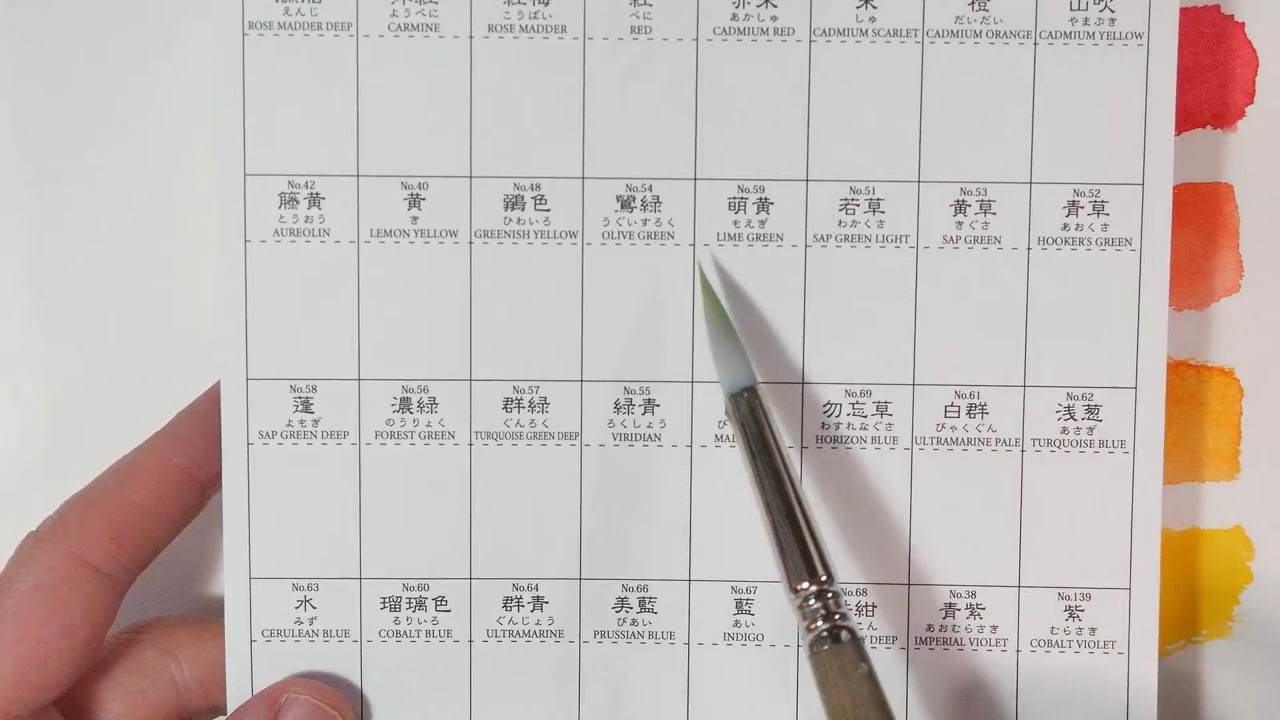 えんじ ようべに こうばい べに あかしゅ しゅ だいだい やまぶき
ROSE MADDER DEEP CARMINE ROSE MADDER RED CADMIUM RED CADMIUM SCARLET CADMIUM ORANGE CADMIUM YELLOW
No.42 No.40 No.48 No.54 No.59 No.51 No.53 No.52
籐黄 黄 鶸色 鶯緑 萌黄 若草 黄草 青草
とうおう き ひわいろ うぐいすろく もえぎ わかくさ きぐさ あおくさ
AUREOLIN LEMON YELLOW GREENISH YELLOW OLIVE GREEN LIME GREEN SAP GREEN LIGHT SAP GREEN HOOKER'S GREEN
No.58 No.56 No.57 No.55 No.69 No.61 No.62
蓬 濃緑 群緑 緑青 勿忘草 白群 浅葱
よもぎ のうりょく ぐんろく ろくしょう び わすれなぐさ びゃくぐん あさぎ
SAP GREEN DEEP FOREST GREEN TURQUOISE GREEN DEEP VIRIDIAN MAL HORIZON BLUE ULTRAMARINE PALE TURQUOISE BLUE
No.63 No.60 No.64 No.66 No.67 No.68 No.38 No.139
水 瑠璃色 群青 美藍 藍 紺 青紫 紫
みず るりいろ ぐんじょう びあい あい こん あおむらさき むらさき
CERULEAN BLUE COBALT BLUE ULTRAMARINE PRUSSIAN BLUE INDIGO Y DEEP IMPERIAL VIOLET COBALT VIOLET